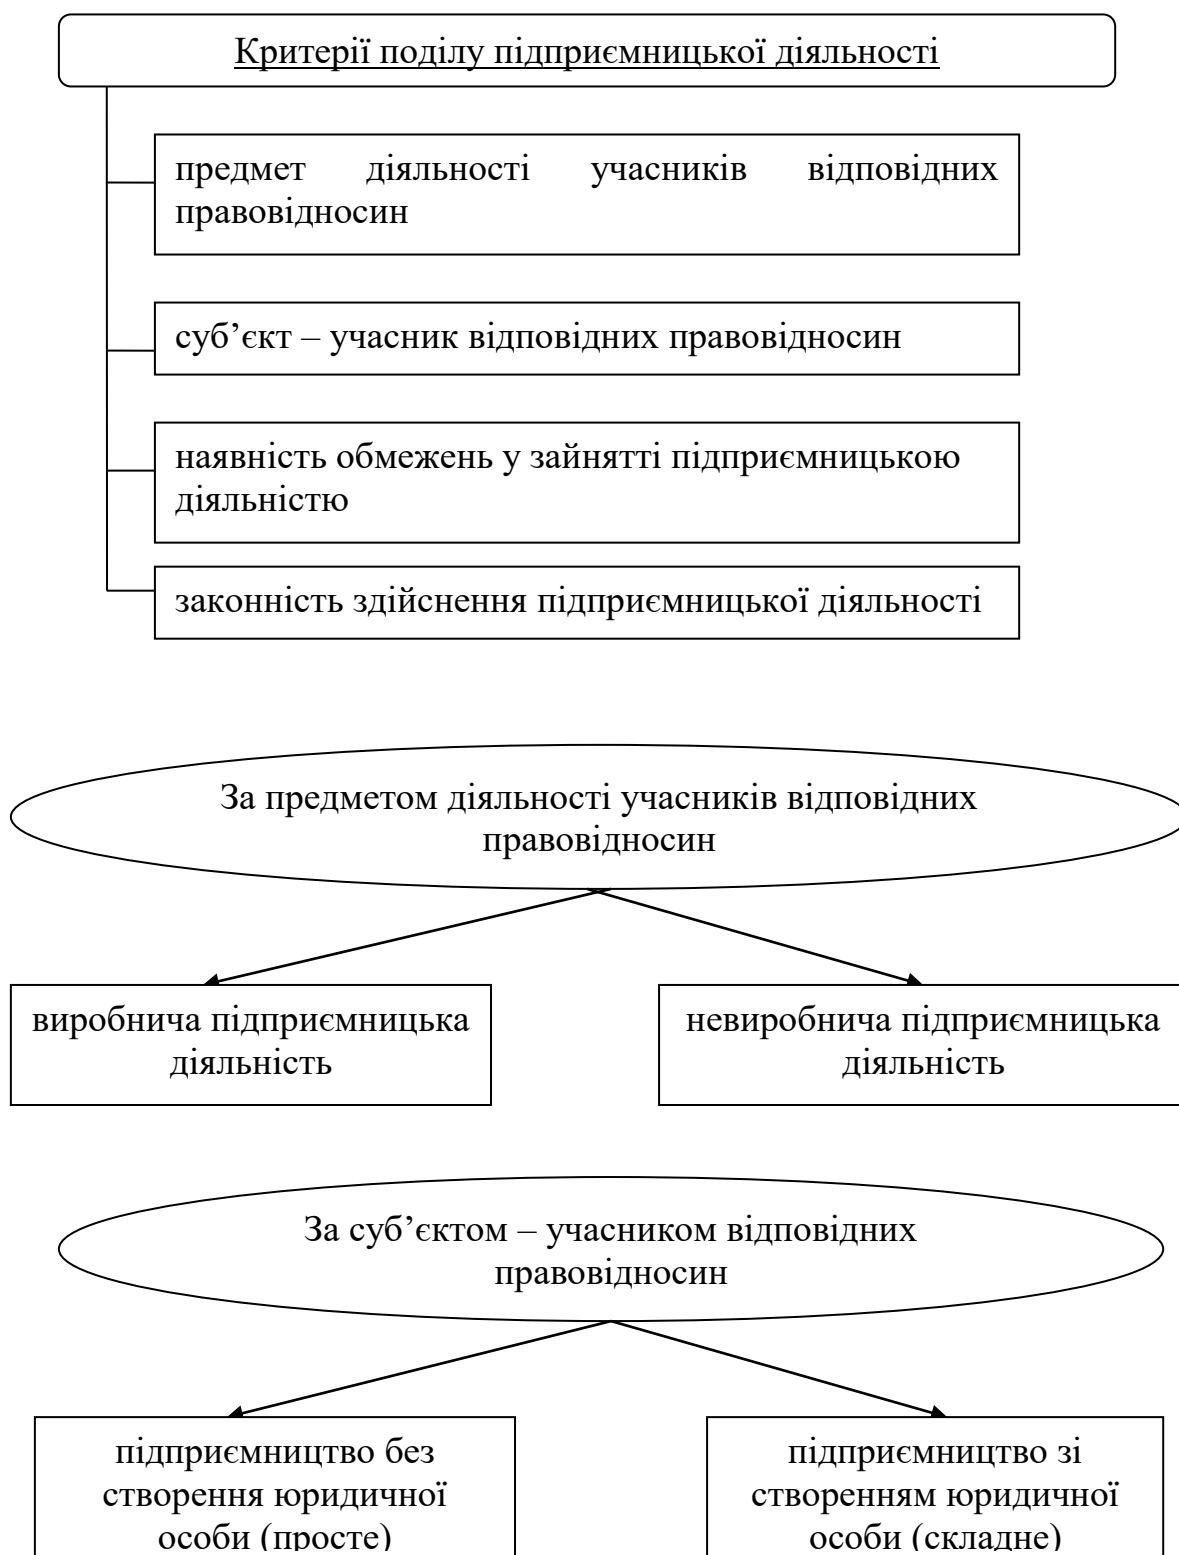 Критерії поділу підприємницької діяльності
предмет діяльності учасників відповідних
правовідносин
суб’єкт – учасник відповідних правовідносин
наявність обмежень у зайнятті підприємницькою
діяльністю
законність здійснення підприємницької діяльності
За предметом діяльності учасників відповідних
правовідносин
виробнича підприємницька
діяльність
невиробнича підприємницька
діяльність
За суб’єктом – учасником відповідних
правовідносин
підприємництво без
створення юридичної
особи (просте)
підприємництво зі
створенням юридичної
особи (складне)